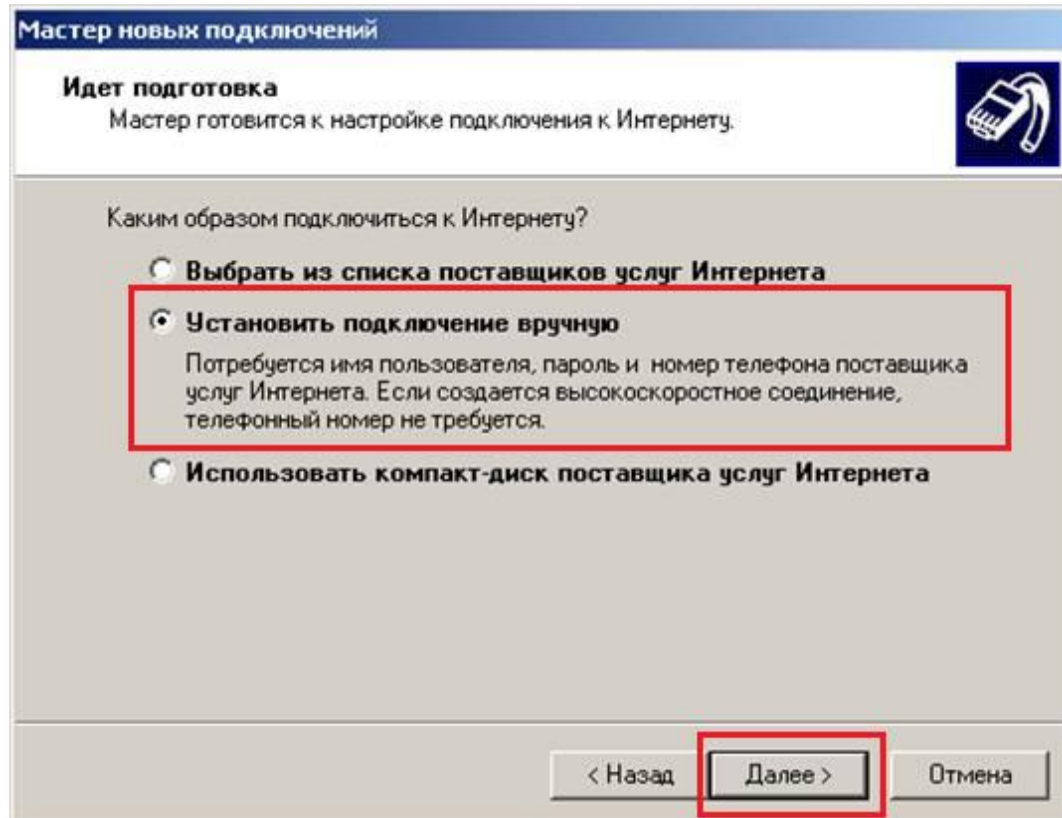 Мастер новых подключений
Идет подготовка
Мастер готовится к настройке подключения к Интернету.
Каким образом подключиться к Интернету?
Выбрать из списка поставщиков услуг Интернета
Установить подключение вручную
Потребуется имя пользователя, пароль и номер телефона поставщика
услуг Интернета. Если создается высокоскоростное соединение,
телефонный номер не требуется.
Использовать компакт-диск поставщика услуг Интернета
< Назад
Далее >
Отмена